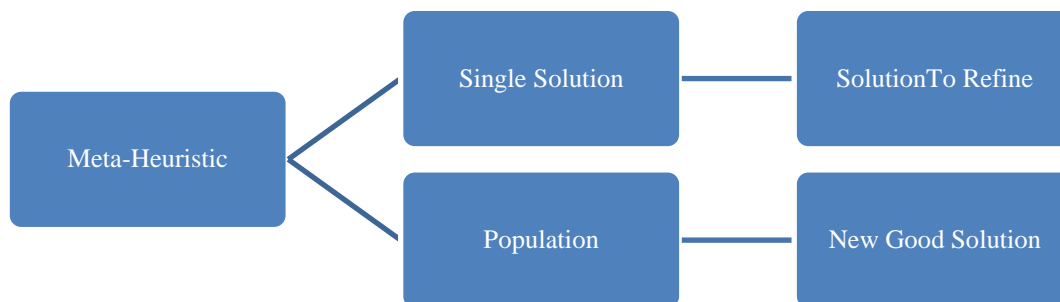 Single Solution
SolutionTo Refine
Meta-Heuristic
Population
New Good Solution